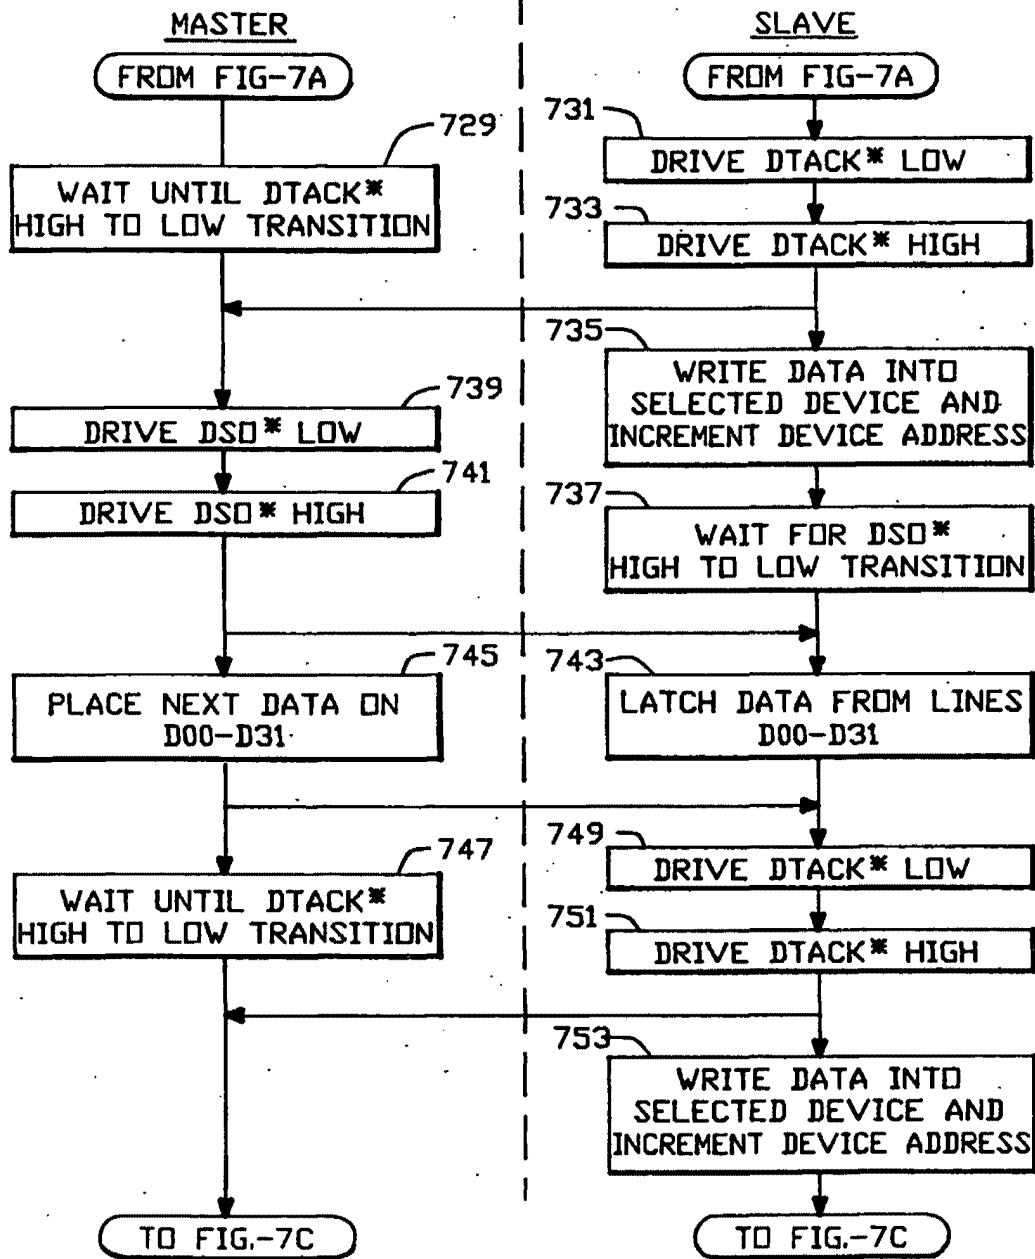 MASTER
FROM FIG-7A
729
WAIT UNTIL DTACK*
HIGH TO LOW TRANSITION
739
DRIVE DS0* LOW
741
DRIVE DS0* HIGH
745
PLACE NEXT DATA ON
D00-D31
747
WAIT UNTIL DTACK*
HIGH TO LOW TRANSITION
TO FIG.-7C
SLAVE
FROM FIG-7A
731
DRIVE DTACK* LOW
733
DRIVE DTACK* HIGH
735
WRITE DATA INTO
SELECTED DEVICE AND
INCREMENT DEVICE ADDRESS
737
WAIT FOR DS0*
HIGH TO LOW TRANSITION
743
LATCH DATA FROM LINES
D00-D31
749
DRIVE DTACK* LOW
751
DRIVE DTACK* HIGH
753
WRITE DATA INTO
SELECTED DEVICE AND
INCREMENT DEVICE ADDRESS
TO FIG.-7C